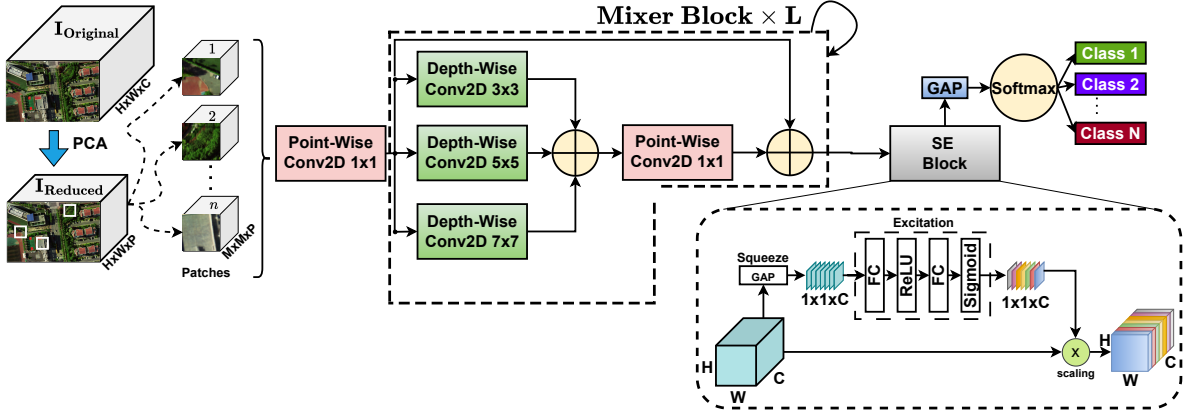 I Original
HxWxC
PCA
I Reduced
HxWxP
1
2
n
MxMxP
Patches
Point-Wise
Conv2D 1x1
Mixer Block × L
Depth-Wise
Conv2D 3x3
Depth-Wise
Conv2D 5x5
Depth-Wise
Conv2D 7x7
Point-Wise
Conv2D 1x1
SE
Block
GAP
Softmax
Class 1
Class 2
Class N
Squeeze
GAP
1x1xC
Excitation
FC
ReLU
FC
Sigmoid
1x1xC
H
W
C
X
scaling
H
W
C